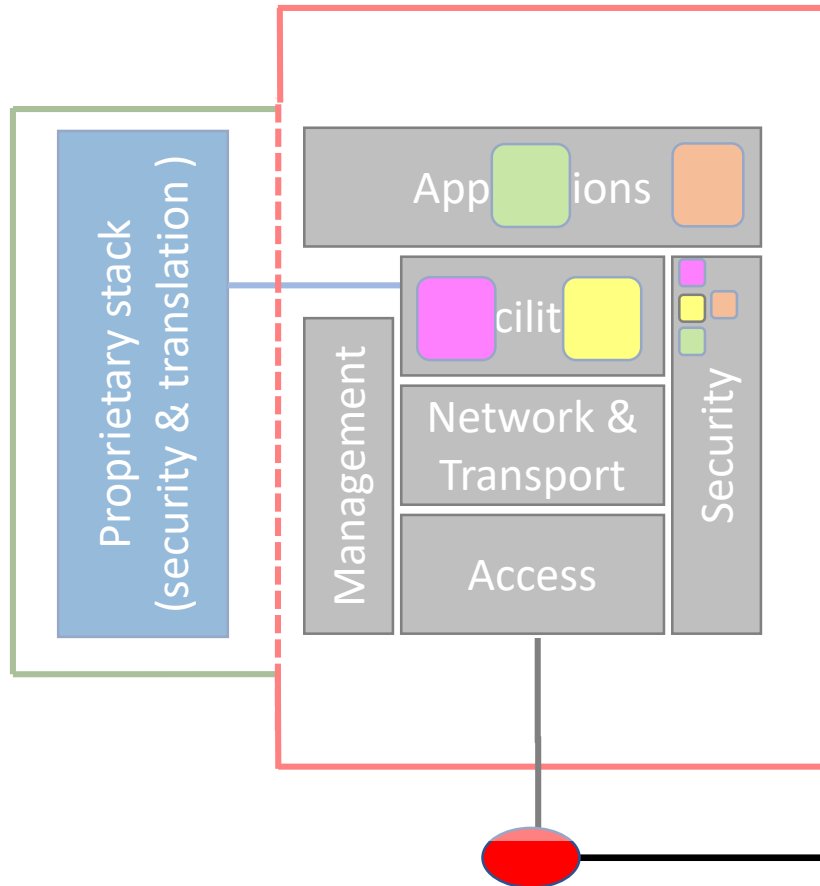 Proprietary stack
(security & translation )
App ions
cilit
Management
Network &
Transport
Access
Security